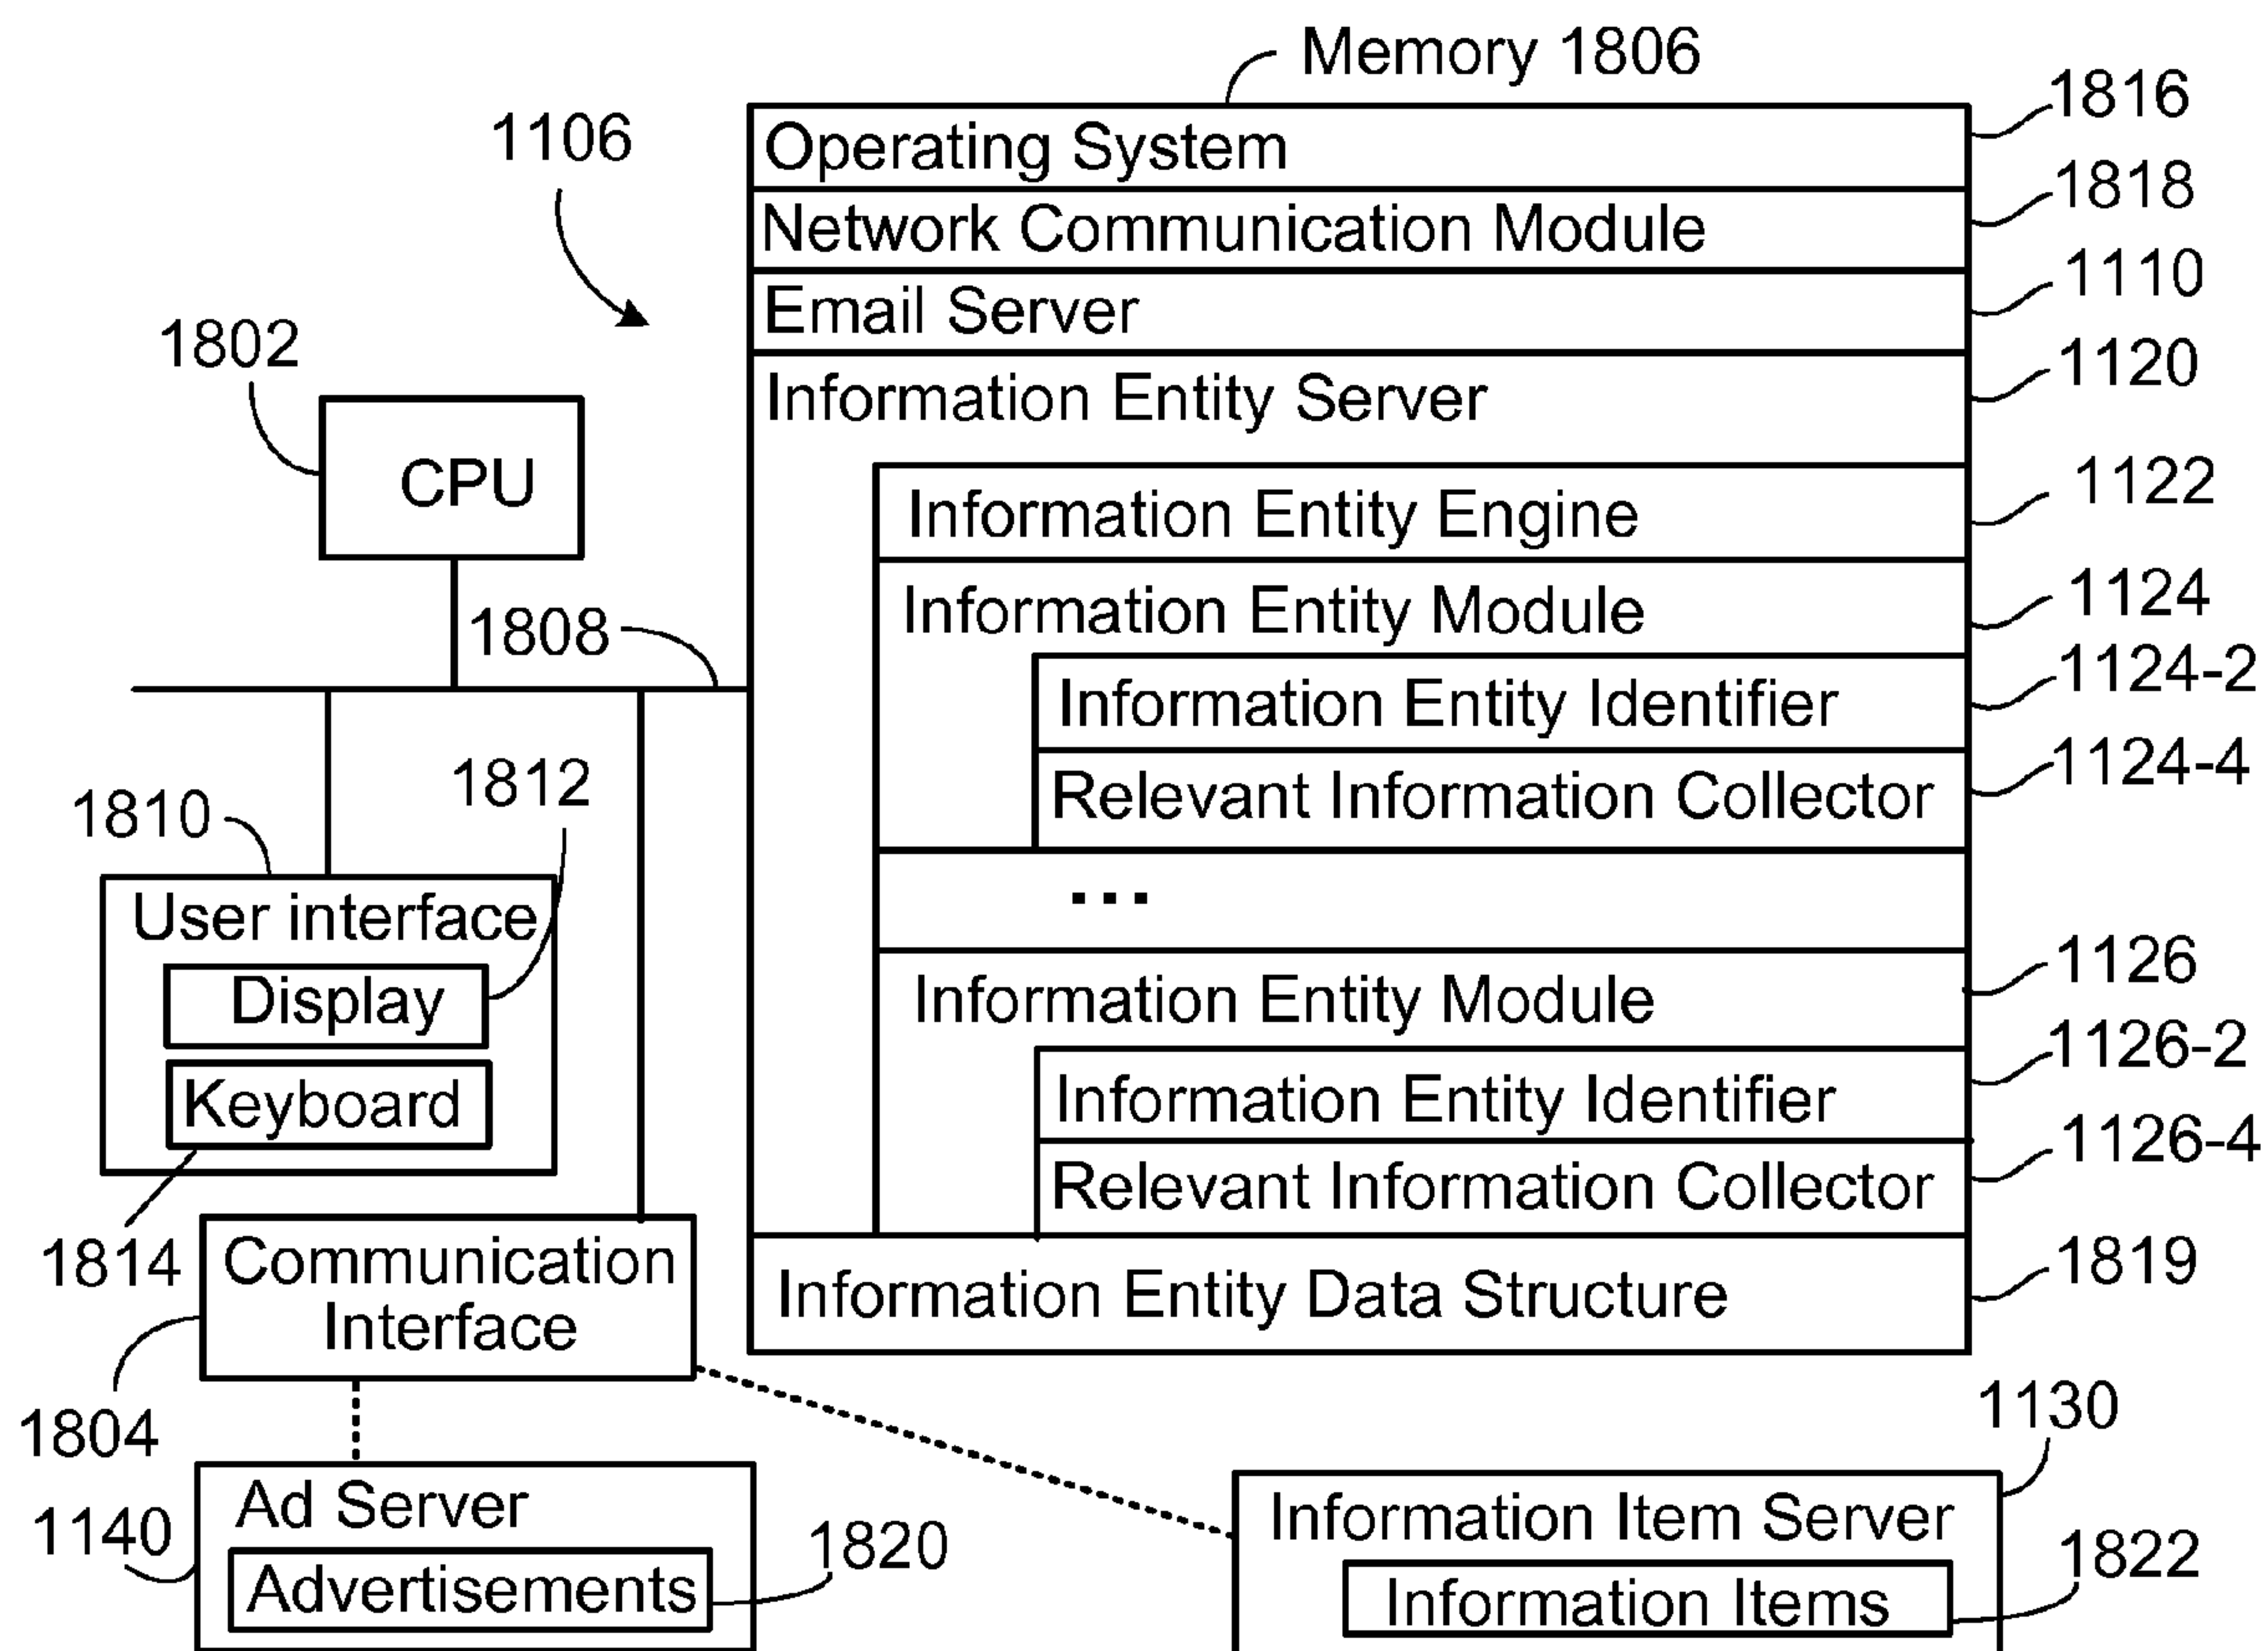 Memory 1806
1816
1106
Operating System
1818
Network Communication Module
1110
Email Server
1802
1120
Information Entity Server
CPU
1122
Information Entity Engine
1124
Information Entity Module
1808
1124-2
Information Entity Identifier
1124-4
Relevant Information Collector
1812
1810
...
User interface
1126
Information Entity Module
Display
1126-2
Information Entity Identifier
Keyboard
1126-4
Relevant Information Collector
1814
Communication
Interface
1819
Information Entity Data Structure
1804
1130
Ad Server
Information Item Server
1140
1820
1822
Advertisements
Information Items